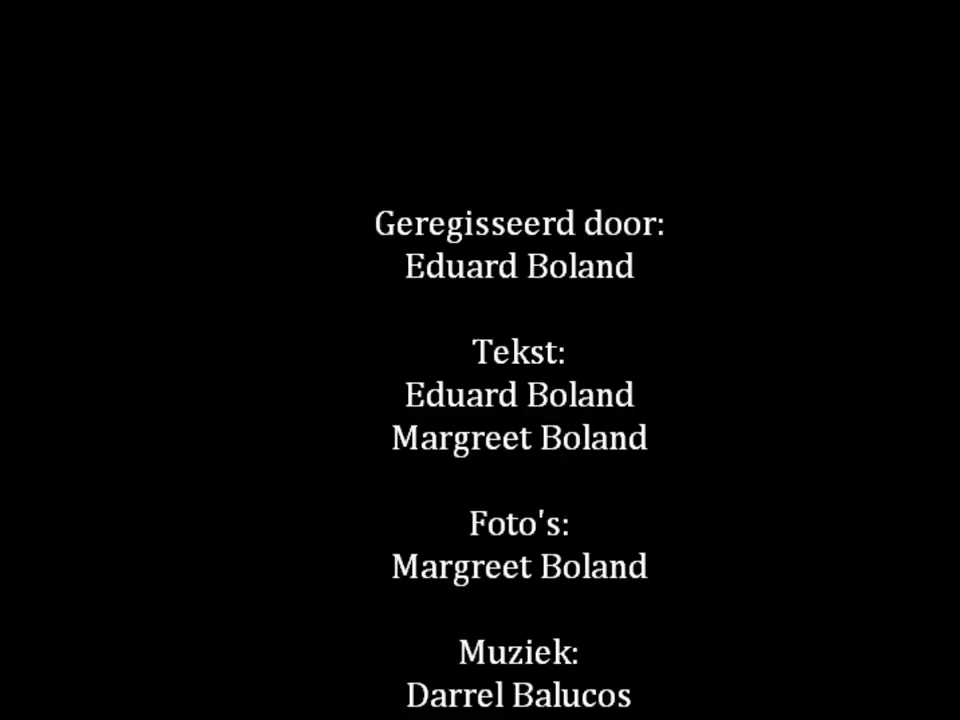 Geregisseerd door:
Eduard Boland
Tekst:
Eduard Boland
Margreet Boland
Foto's:
Margreet Boland
Muziek:
Darrel Balucos